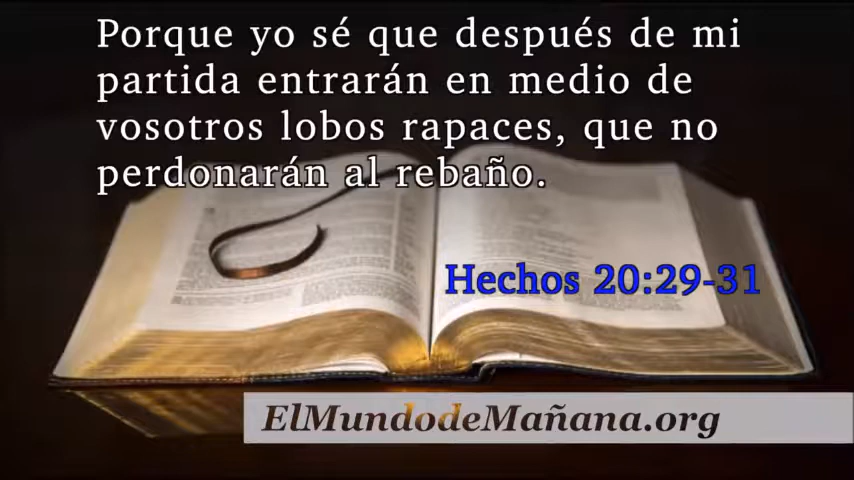 Porque yo sé que después de mi
partida entrarán en medio de
vosotros lobos rapaces, que no
perdonarán al rebaño.
Hechos 20:29-31
ElMundodeMañana.org